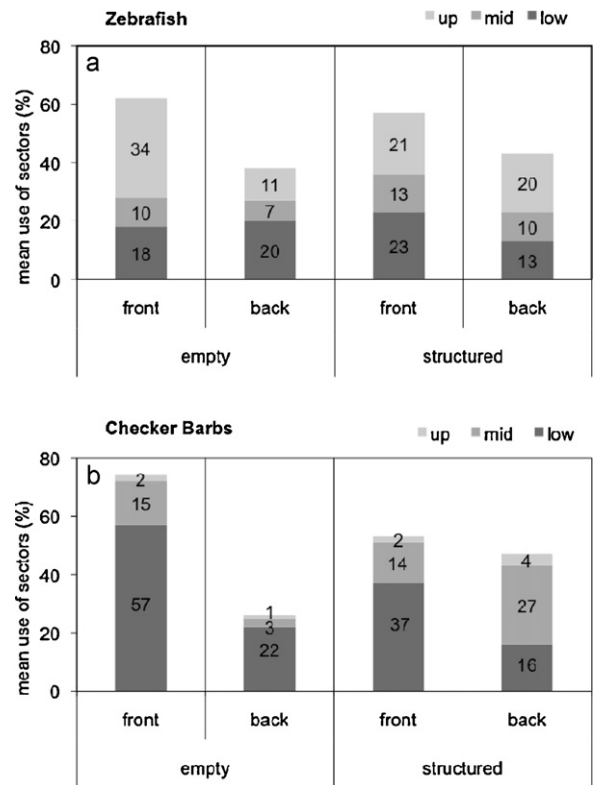 Zebrafish up mid low
a
80
60
40
20
0
mean use of sectors (%)
34 11 21 20
10 7 13 10
18 20 23 13
front back front back
empty structured
Checker Barbs up mid low
b
80
60
40
20
0
mean use of sectors (%)
2 1 2 4
15 3 14 27
57 22 37 16
front back front back
empty structured